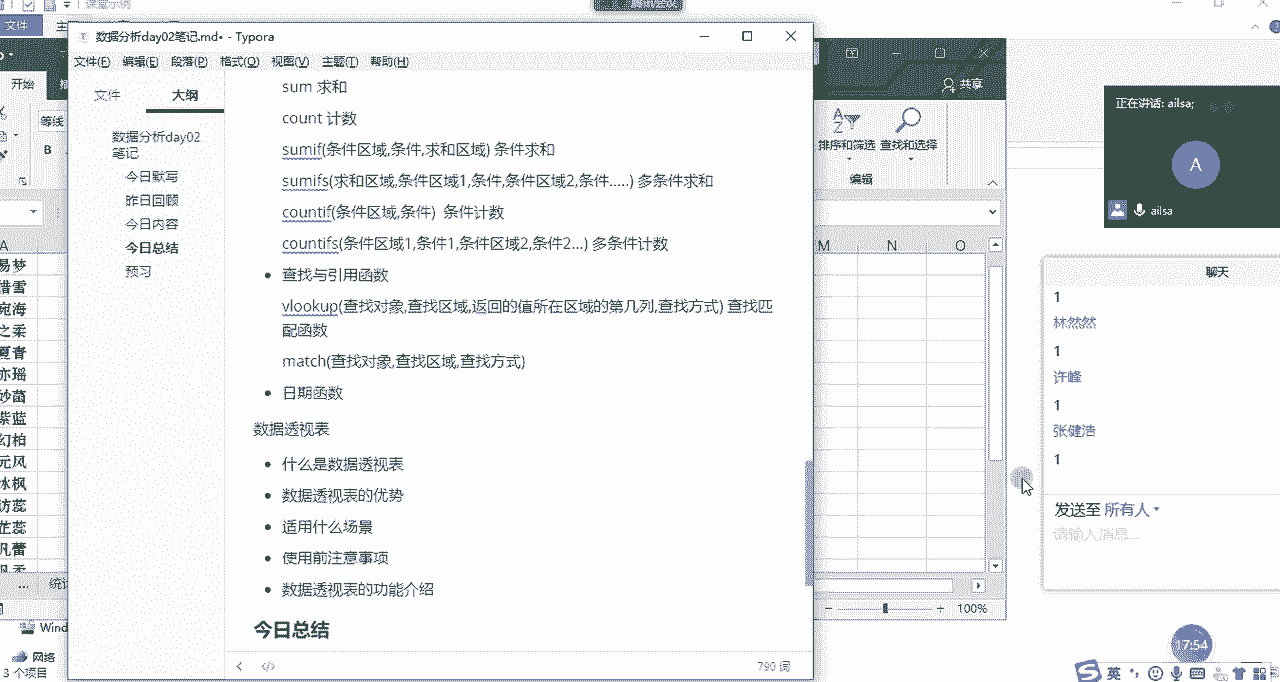 课堂示例
腾讯会议
文件
数据分析day02笔记.md• - Typora
文件(F) 编辑(E) 段落(P) 格式(O) 视图(V) 主题(T) 帮助(H)
开始
共享
文件 大纲
等线
B
数据分析day02
笔记
今日默写
昨日回顾
今日内容
今日总结
预习
sum 求和
count 计数
sumif(条件区域,条件,求和区域) 条件求和
sumifs(求和区域,条件区域1,条件,条件区域2,条件.....) 多条件求和
countif(条件区域,条件) 条件计数
countifs(条件区域1,条件1,条件区域2,条件2...) 多条件计数
查找与引用函数
vlookup(查找对象,查找区域,返回的值所在区域的第几列,查找方式) 查找匹
配函数
match(查找对象,查找区域,查找方式)
日期函数
数据透视表
什么是数据透视表
数据透视表的优势
适用什么场景
使用前注意事项
数据透视表的功能介绍
今日总结
790 词
排序和筛选 查找和选择
编辑
A
M N O
易梦
惜雪
宛海
之柔
夏青
亦瑶
妙菡
紫蓝
幻柏
元风
冰枫
访蕊
芷蕊
凡蕾
凡柔
... 统计
100%
Wind
网络
3 个项目
正在讲话: ailsa;
A
ailsa
聊天
1
林然然
1
许峰
1
张健浩
1
发送至 所有人
请输入消息...
17:54
英